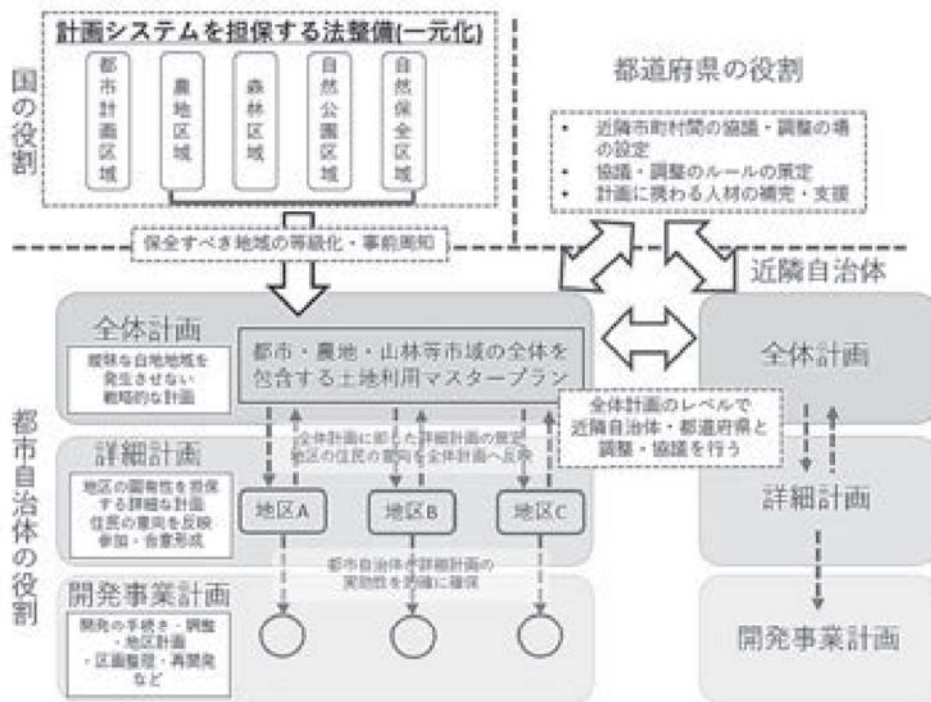 計画システムを担保する法整備(一元化)
都市計画区域
農地区域
森林区域
自然公園区域
自然保全区域
国の役割
保全すべき地域の等級化・事前周知
都道府県の役割
• 近隣市町村間の協議・調整の場
の設定
• 協議・調整のルールの策定
• 計画に携わる人材の補完・支援
近隣自治体
都市自治体の役割
全体計画
曖昧な白地地域を
発生させない
戦略的な計画
都市・農地・山林等市域の全体を
包含する土地利用マスタープラン
全体計画に即した詳細計画の策定
地区の住民の意向を全体計画へ反映
全体計画のレベルで
近隣自治体・都道府県と
調整・協議を行う
全体計画
詳細計画
地区の固有性を担保
する詳細な計画
住民の意向を反映
参加・合意形成
地区A
地区B
地区C
詳細計画
都市自治体が詳細計画の
実効性を的確に確保
開発事業計画
開発の手続き・調整
・地区計画
・区画整理・再開発
など
開発事業計画